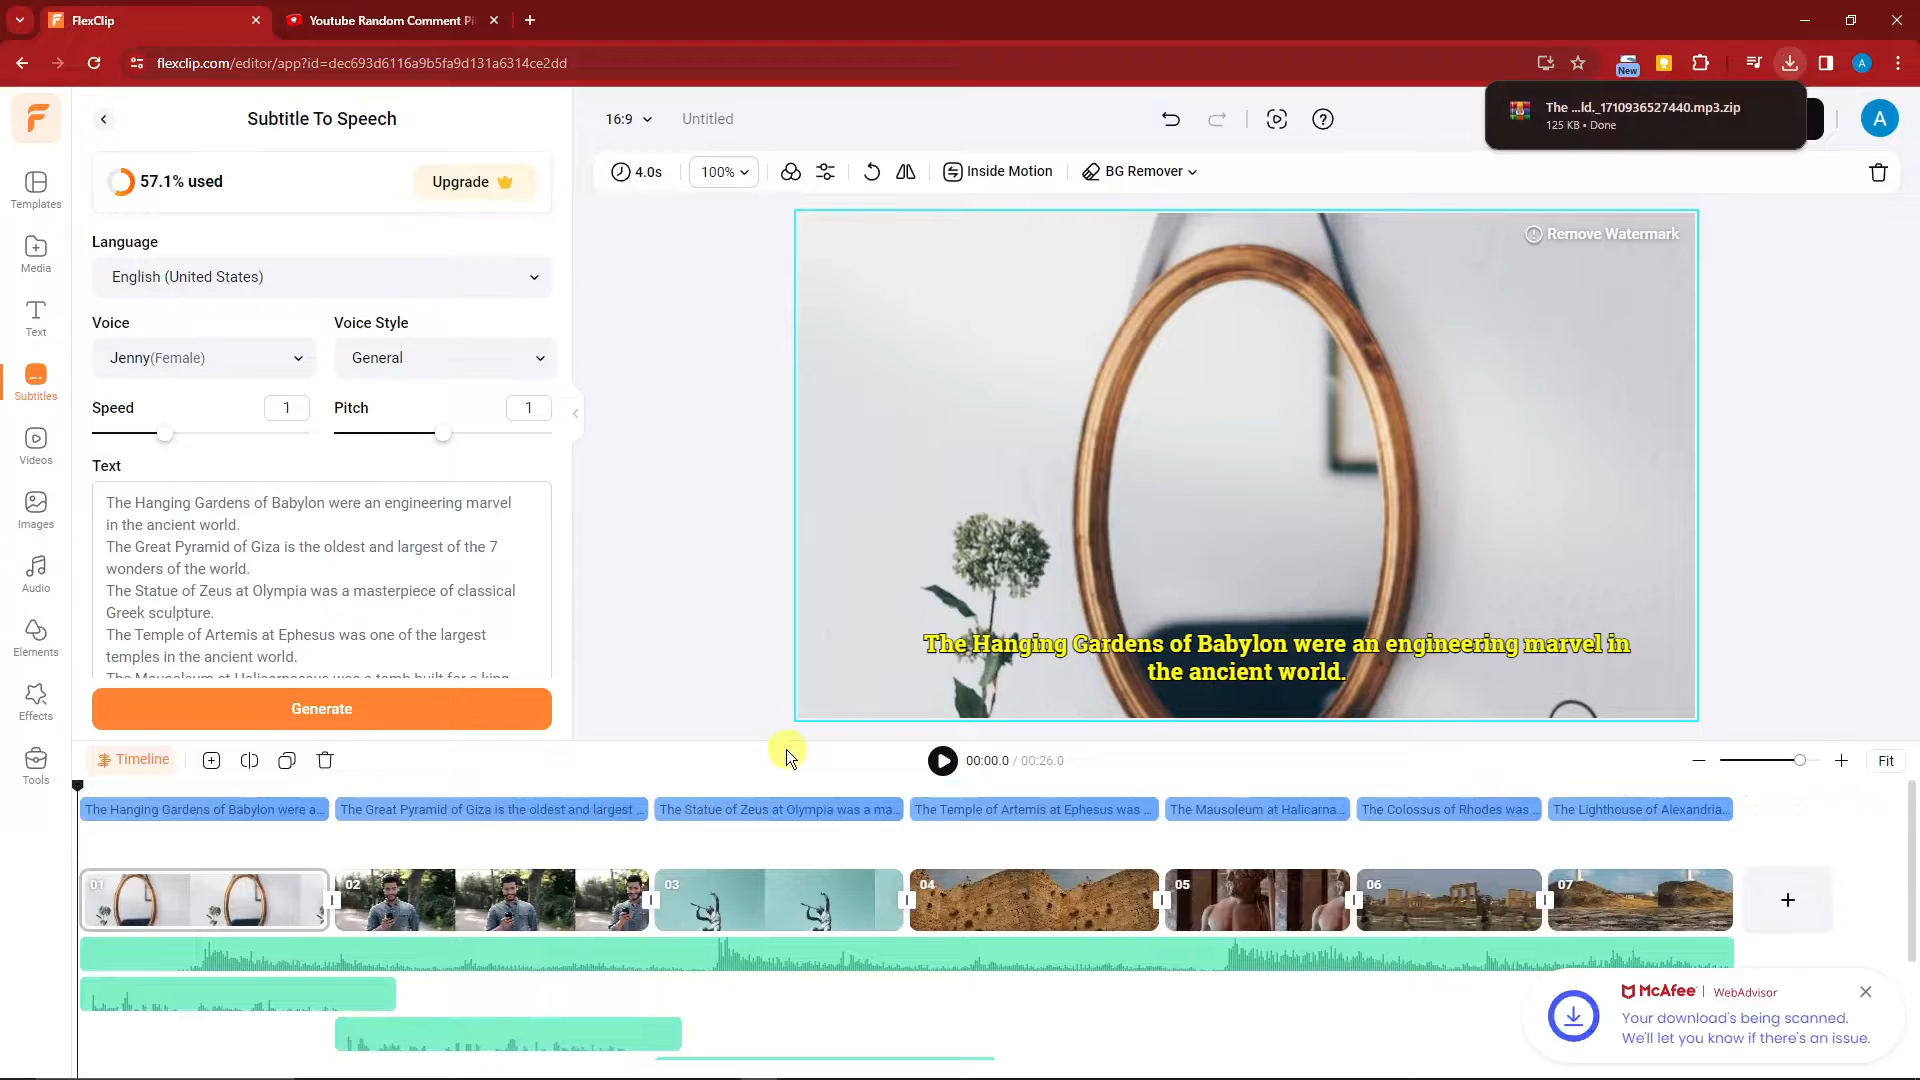 FlexClip
Youtube Random Comment Pi
flexclip.com/editor/app?id=dec693d6116a9b5fa9d131a6314ce2dd
New
A
The ...ld._1710936527440.mp3.zip
125 KB • Done
Subtitle To Speech
16:9
Untitled
A
57.1% used
Upgrade
4.0s
100%
Inside Motion
BG Remover
Templates
Media
Text
Subtitles
Videos
Images
Audio
Elements
Effects
Tools
Language
English (United States)
Voice
Voice Style
Jenny(Female)
General
Speed
1
Pitch
1
Text
The Hanging Gardens of Babylon were an engineering marvel
in the ancient world.
The Great Pyramid of Giza is the oldest and largest of the 7
wonders of the world.
The Statue of Zeus at Olympia was a masterpiece of classical
Greek sculpture.
The Temple of Artemis at Ephesus was one of the largest
temples in the ancient world.
The Mausoleum at Halicarnassus was a tomb built for a king
Generate
Remove Watermark
The Hanging Gardens of Babylon were an engineering marvel in
the ancient world.
Timeline
00:00.0 / 00:26.0
Fit
The Hanging Gardens of Babylon were a...
The Great Pyramid of Giza is the oldest and largest ...
The Statue of Zeus at Olympia was a ma...
The Temple of Artemis at Ephesus was ...
The Mausoleum at Halicarna...
The Colossus of Rhodes was ...
The Lighthouse of Alexandria...
01
02
03
04
05
06
07
McAfee | WebAdvisor
Your download's being scanned.
We'll let you know if there's an issue.